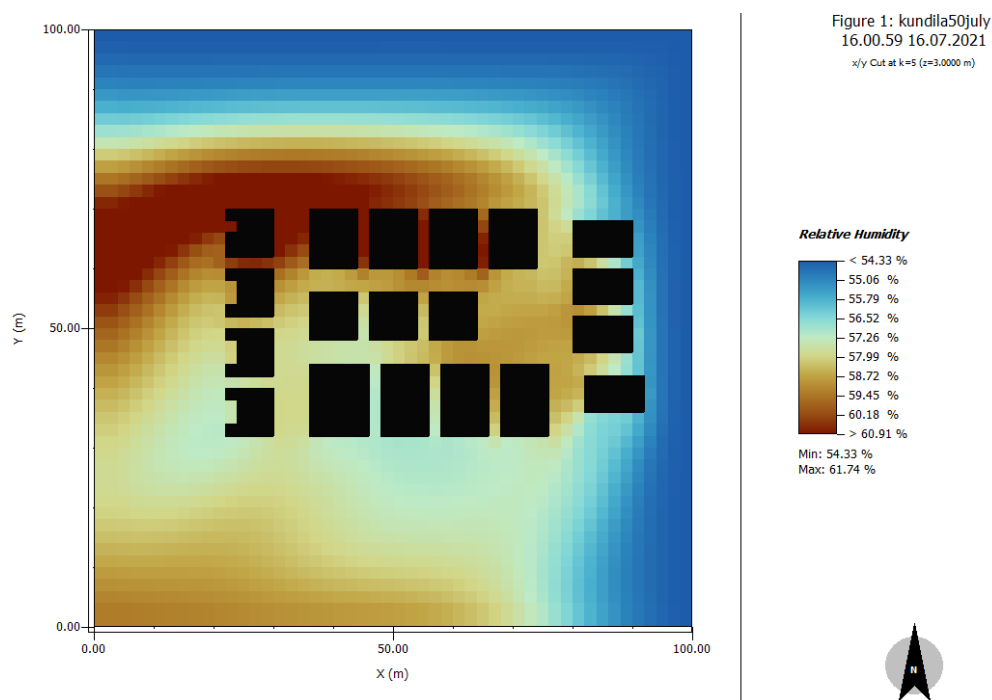 Figure 1: kundila50july
16.00.59 16.07.2021
x/y Cut at k=5 (z=3.0000 m)
100.00
50.00
0.00
Y (m)
0.00
50.00
100.00
X (m)
Relative Humidity
< 54.33 %
55.06 %
55.79 %
56.52 %
57.26 %
57.99 %
58.72 %
59.45 %
60.18 %
> 60.91 %
Min: 54.33 %
Max: 61.74 %
N